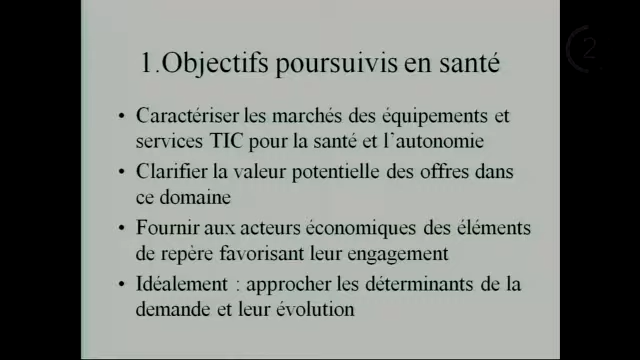 2
1.Objectifs poursuivis en santé
• Caractériser les marchés des équipements et
services TIC pour la santé et l'autonomie
• Clarifier la valeur potentielle des offres dans
ce domaine
• Fournir aux acteurs économiques des éléments
de repère favorisant leur engagement
• Idéalement : approcher les déterminants de la
demande et leur évolution